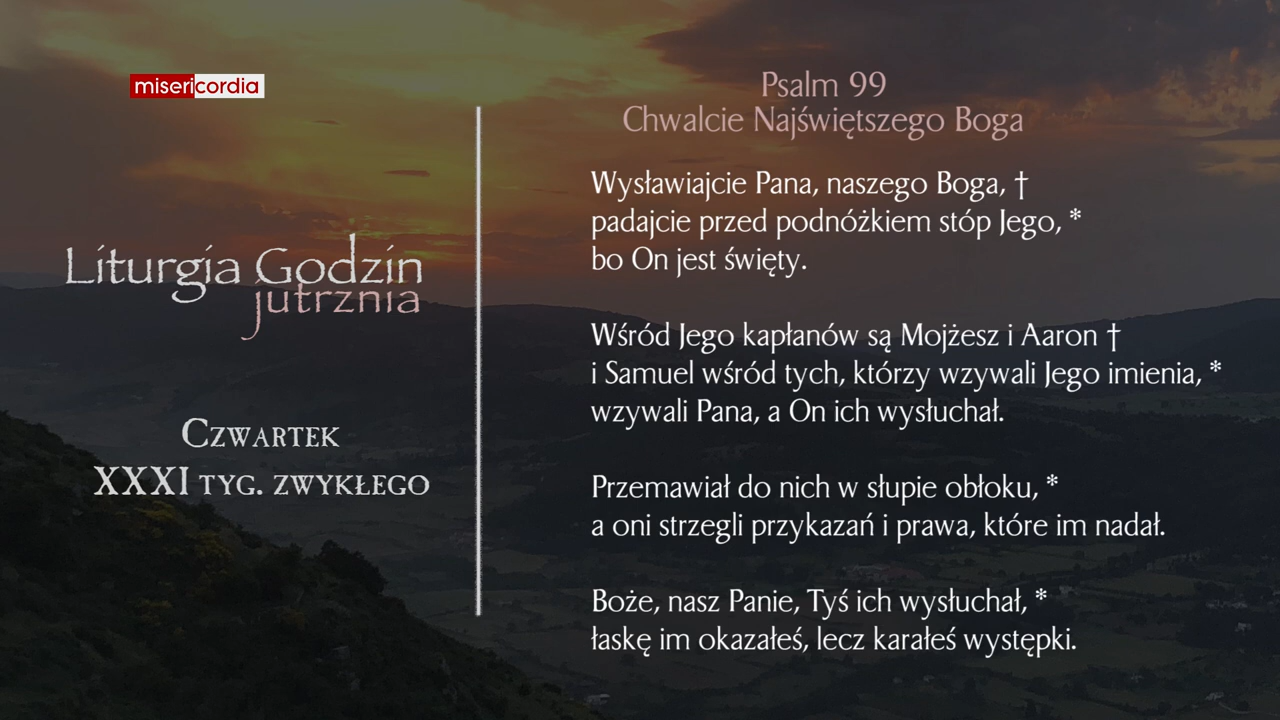 misericordia
Liturgia Godzin
jutrznia
Czwartek
XXXI tyg. zwykłego
Psalm 99
Chwalcie Najświętszego Boga
Wysławiajcie Pana, naszego Boga, †
padajcie przed podnóżkiem stóp Jego, *
bo On jest święty.
Wśród Jego kapłanów są Mojżesz i Aaron †
i Samuel wśród tych, którzy wzywali Jego imienia, *
wzywali Pana, a On ich wysłuchał.
Przemawiał do nich w słupie obłoku, *
a oni strzegli przykazań i prawa, które im nadał.
Boże, nasz Panie, Tyś ich wysłuchał, *
łaskę im okazałeś, lecz karałeś występki.